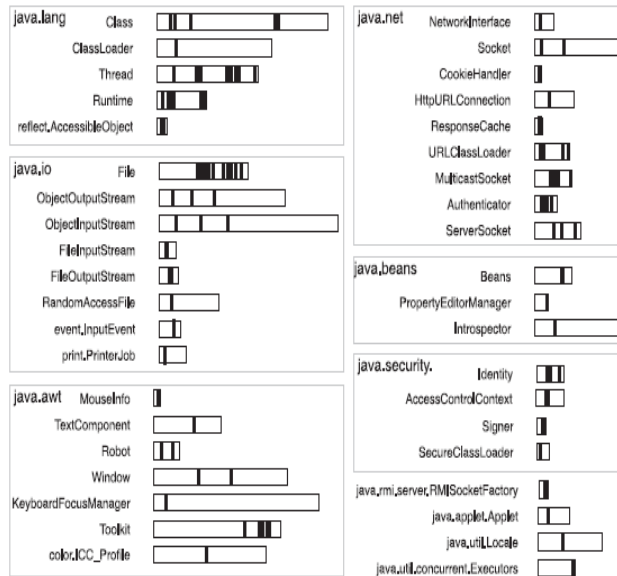 java.lang
Class
ClassLoader
Thread
Runtime
reflect.AccessibleObject
java.io
File
ObjectOutputStream
ObjectInputStream
FileInputStream
FileOutputStream
RandomAccessFile
event.InputEvent
print.PrinterJob
java.awt
MouseInfo
TextComponent
Robot
Window
KeyboardFocusManager
Toolkit
color.ICC_Profile
java.net
NetworkInterface
Socket
CookieHandler
HttpURLConnection
ResponseCache
URLClassLoader
MulticastSocket
Authenticator
ServerSocket
java.beans
Beans
PropertyEditorManager
Introspector
java.security.
Identity
AccessControlContext
Signer
SecureClassLoader
java.rmi.server.RMISocketFactory
java.applet.Applet
java.util.Locale
java.util.concurrent.Executors